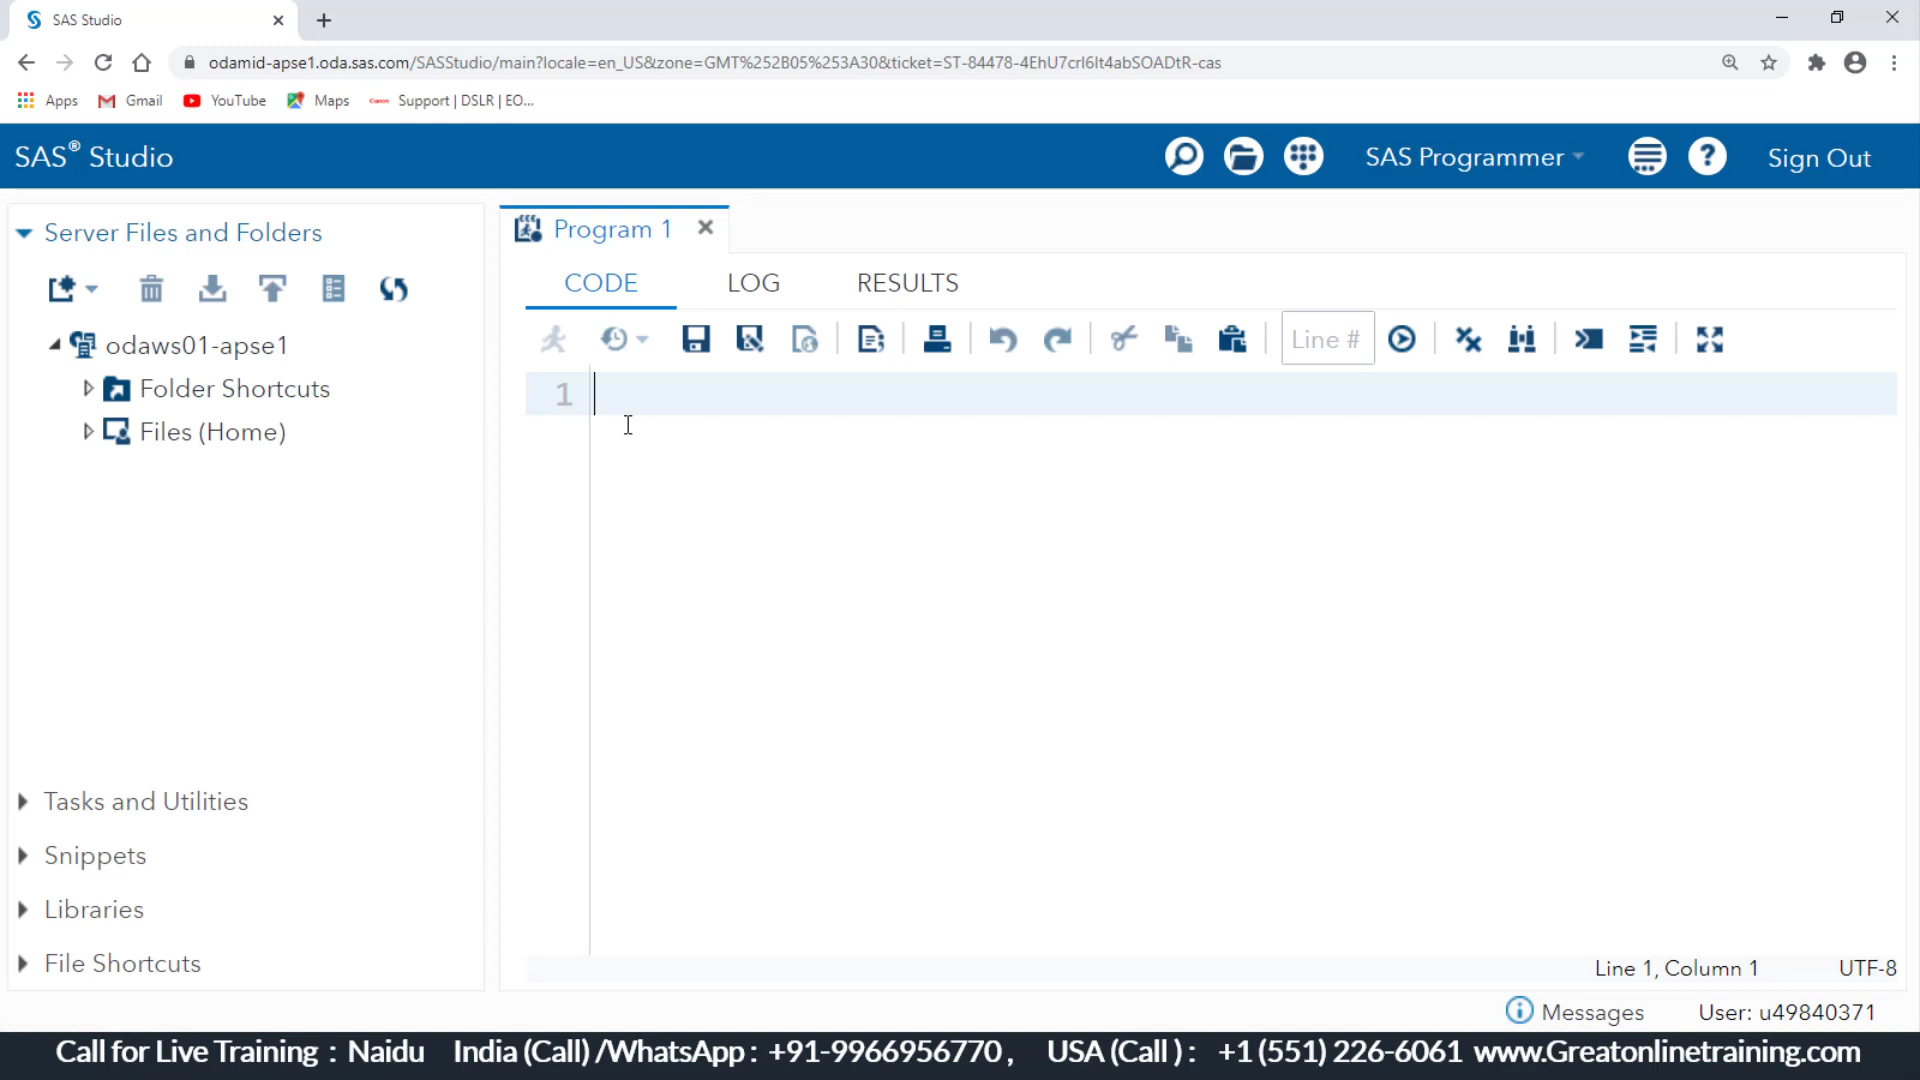 SAS Studio
odamid-apse1.oda.sas.com/SASStudio/main?locale=en_US&zone=GMT%252B05%253A30&ticket=ST-84478-4EhU7crI6It4abSOADtR-cas
Apps Gmail YouTube Maps Canon Support | DSLR | EO...
SAS® Studio SAS Programmer Sign Out
Server Files and Folders
Program 1
CODE LOG RESULTS
Line #
odaws01-apse1
Folder Shortcuts
Files (Home)
1
Tasks and Utilities
Snippets
Libraries
File Shortcuts
Line 1, Column 1 UTF-8
Messages User: u49840371
Call for Live Training : Naidu India (Call) /WhatsApp : +91-9966956770 , USA (Call ) : +1 (551) 226-6061 www.Greatonlinetraining.com